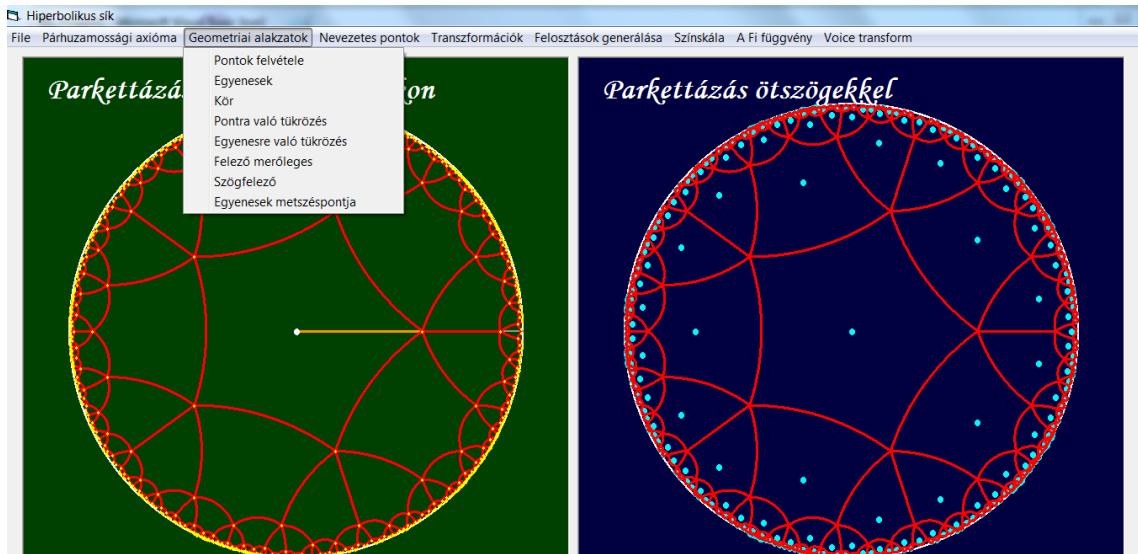 Hiperbolikus sík
File Párhuzamossági axióma Geometriai alakzatok Nevezetes pontok Transzformációk Felosztások generálása Színskála A Fi függvény Voice transform
Pontok felvétele
Egyenesek
Kör
Pontra való tükrözés
Egyenesre való tükrözés
Felező merőleges
Szögfelező
Egyenesek metszéspontja
Parkettázás ötszögekkel